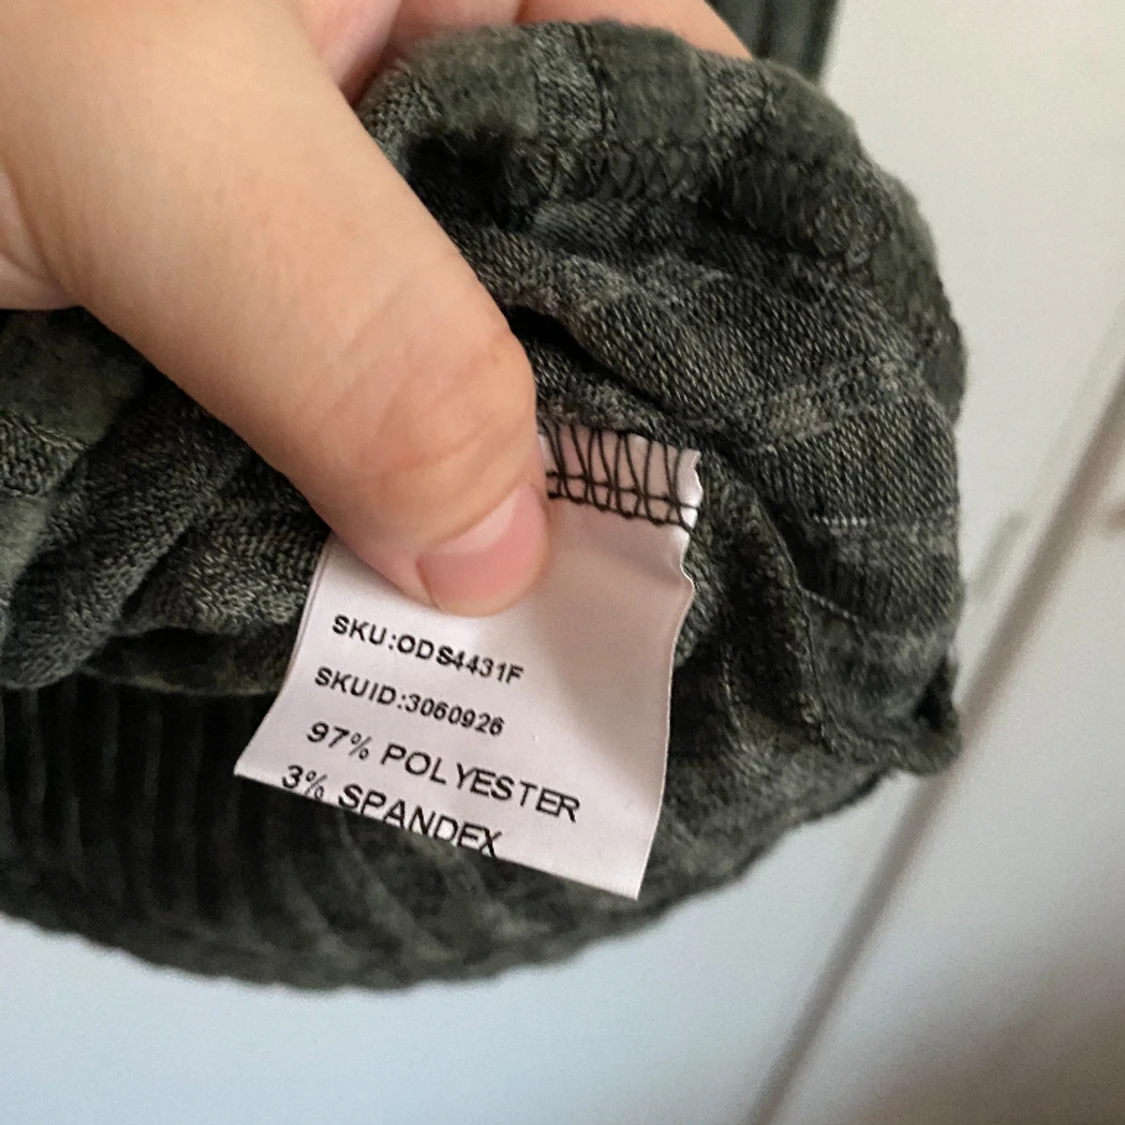 SKU:ODS4431F
SKUID:3060926
97% POLYESTER
3% SPANDEX